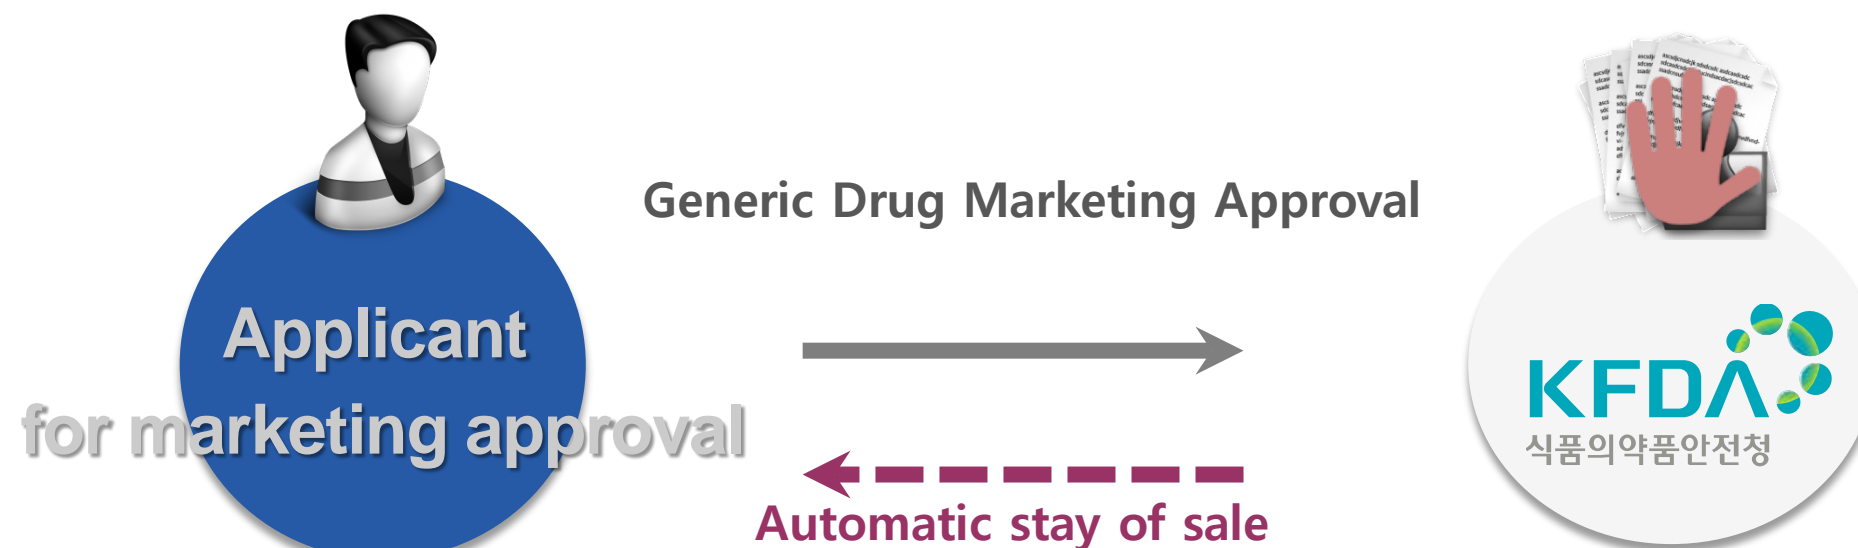 Generic Drug Marketing Approval
Applicant
for marketing approval
KFDA
식품의약품안전청
Automatic stay of sale